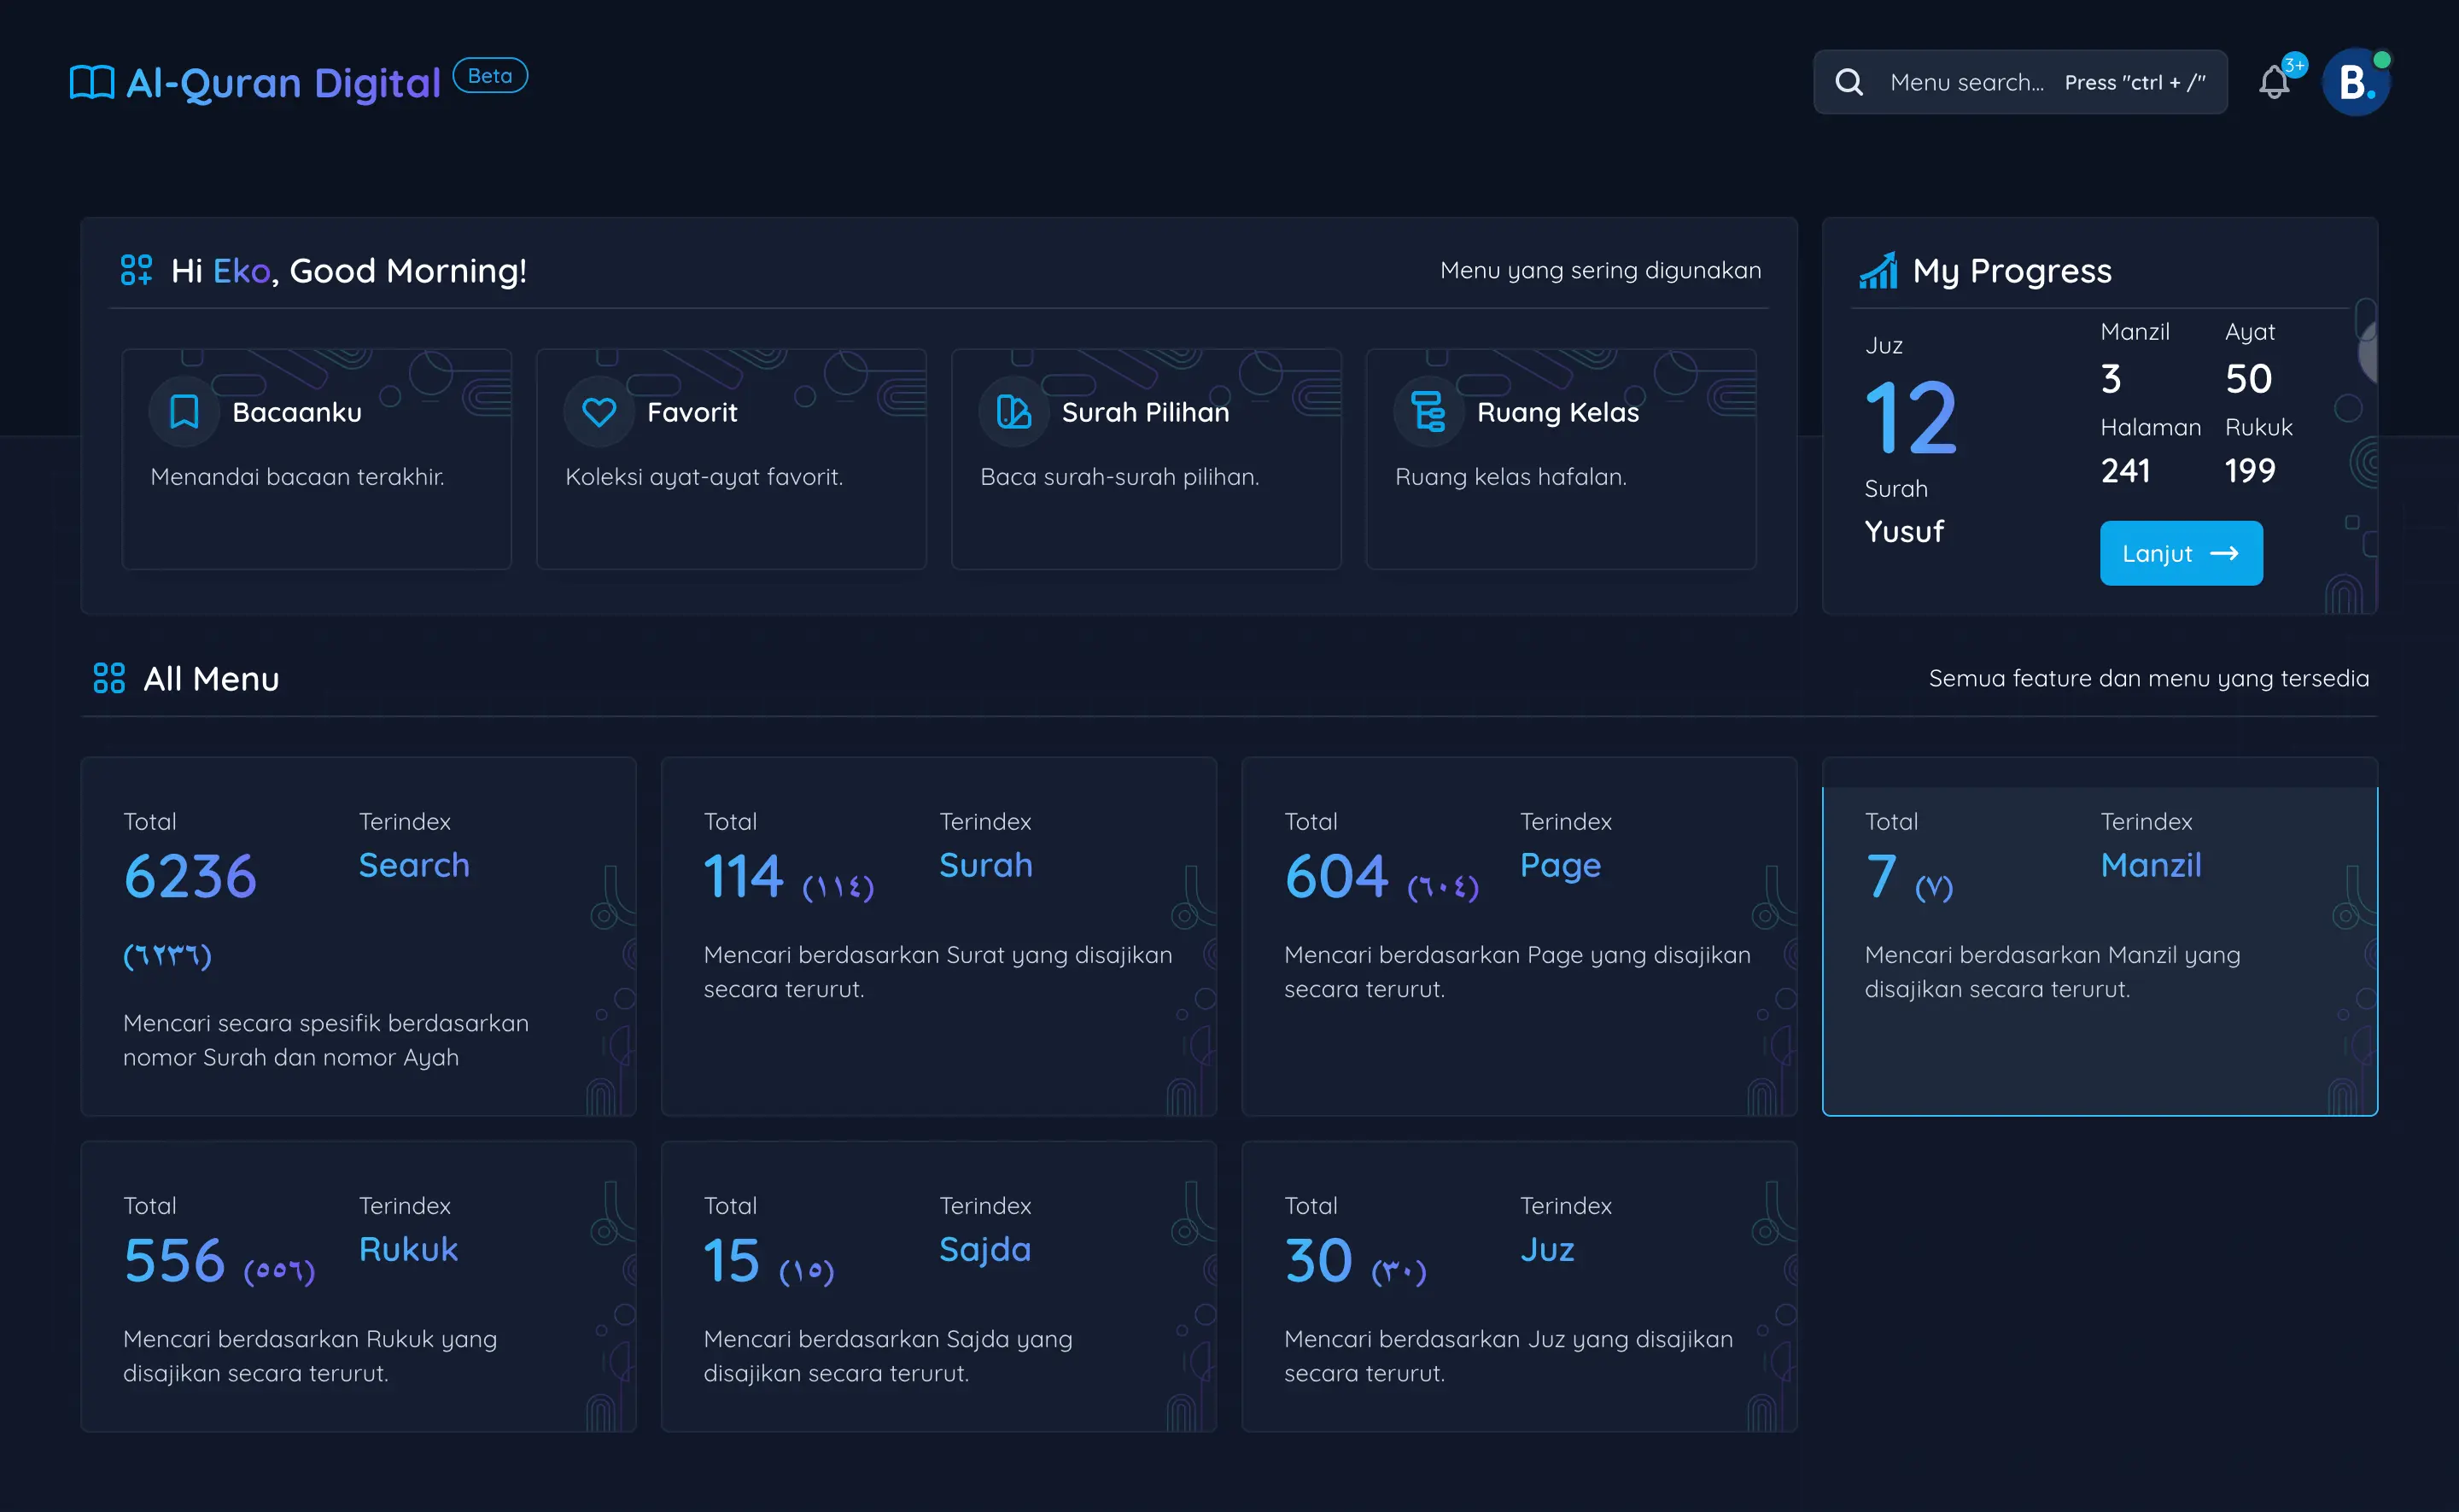 Al-Quran Digital Beta
Menu search... Press "ctrl + /"
3+
B.
Hi Eko, Good Morning!
Menu yang sering digunakan
Bacaanku
Menandai bacaan terakhir.
Favorit
Koleksi ayat-ayat favorit.
Surah Pilihan
Baca surah-surah pilihan.
Ruang Kelas
Ruang kelas hafalan.
My Progress
Juz
12
Surah
Yusuf
Manzil
3
Ayat
50
Halaman
241
Rukuk
199
Lanjut
All Menu
Semua feature dan menu yang tersedia
Total
6236
(٦٢٣٦)
Terindex
Search
Mencari secara spesifik berdasarkan
nomor Surah dan nomor Ayah
Total
114 (١١٤)
Terindex
Surah
Mencari berdasarkan Surat yang disajikan
secara terurut.
Total
604 (٦٠٤)
Terindex
Page
Mencari berdasarkan Page yang disajikan
secara terurut.
Total
7 (٧)
Terindex
Manzil
Mencari berdasarkan Manzil yang
disajikan secara terurut.
Total
556 (٥٥٦)
Terindex
Rukuk
Mencari berdasarkan Rukuk yang
disajikan secara terurut.
Total
15 (١٥)
Terindex
Sajda
Mencari berdasarkan Sajda yang
disajikan secara terurut.
Total
30 (٣٠)
Terindex
Juz
Mencari berdasarkan Juz yang disajikan
secara terurut.